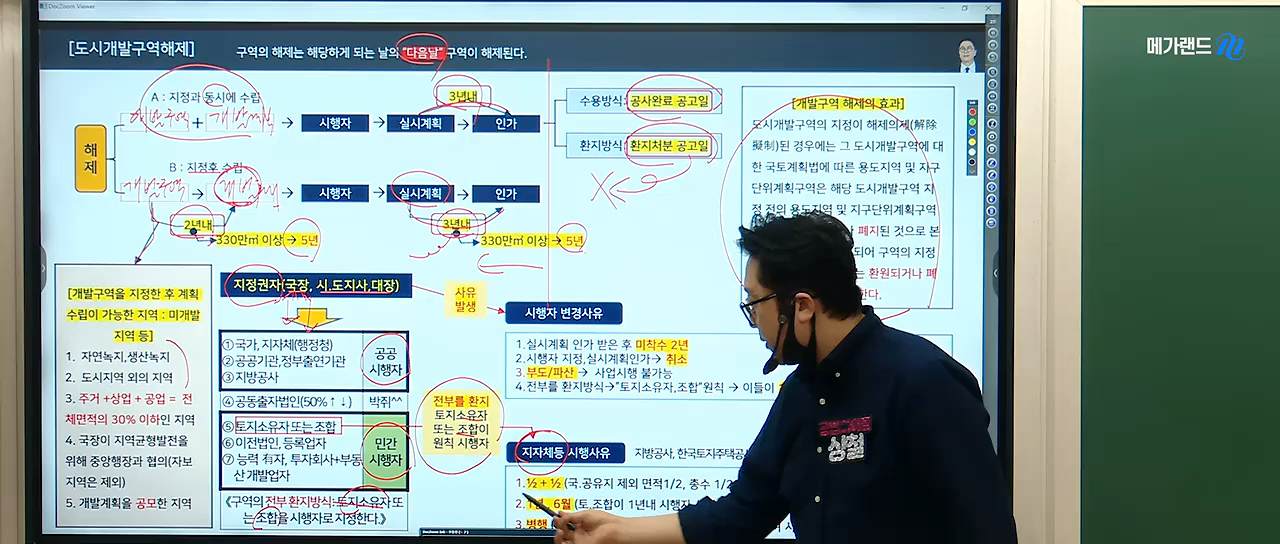 DocZoom Viewer
메가랜드
[도시개발구역해제]
구역의 해제는 해당하게 되는 날의 "다음날" 구역이 해제된다.
A : 지정과 동시에 수립
개발구역 + 개발계획
시행자
실시계획
인가
3년내
수용방식: 공사완료 공고일
환지방식: 환지처분 공고일
X
해제
B : 지정후 수립
개발구역
개발계획
시행자
실시계획
인가
2년내
330만㎡ 이상 → 5년
3년내
330만㎡ 이상 → 5년
[개발구역 해제의 효과]
도시개발구역의 지정이 해제의제(解除
擬制)된 경우에는 그 도시개발구역에 대
한 국토계획법에 따른 용도지역 및 지구
단위계획구역은 해당 도시개발구역 지
정 전의 용도지역 및 지구단위계획구역
폐지된 것으로 본
되어 구역의 지정
는 환원되거나 폐
한다.
[개발구역을 지정한 후 계획
수립이 가능한 지역 : 미개발
지역 등]
1. 자연녹지,생산녹지
2. 도시지역 외의 지역
3. 주거 +상업 + 공업 = 전
체면적의 30% 이하인 지역
4. 국장이 지역균형발전을
위해 중앙행장과 협의(자보
지역은 제외)
5. 개발계획을 공모한 지역
지정권자(국장, 시.도지사,대장)
① 국가, 지자체(행정청)
② 공공기관,정부출연기관
③ 지방공사
공공
시행자
④ 공동출자법인(50%↑↓)
박쥐^^
⑤ 토지소유자 또는 조합
⑥ 이전법인, 등록업자
⑦ 능력 有자, 투자회사+부동
산 개발업자
민간
시행자
《구역의 전부 환지방식:토지소유자 또
는 조합을 시행자로 지정한다.》
사유
발생
전부를 환지
토지소유자
또는 조합이
원칙 시행자
시행자 변경사유
1.실시계획 인가 받은 후 미착수 2년
2.시행자 지정,실시계획인가→ 취소
3.부도/파산→ 사업시행 불가능
4.전부를 환지방식→"토지소유자,조합"원칙 → 이들이
지자체등 시행사유
지방공사, 한국토지주택공사
1.½ + ½ (국.공유지 제외 면적1/2, 총수 1/2
2.1년, 6월 (토.조합이 1년내 시행자
3.병행
상철